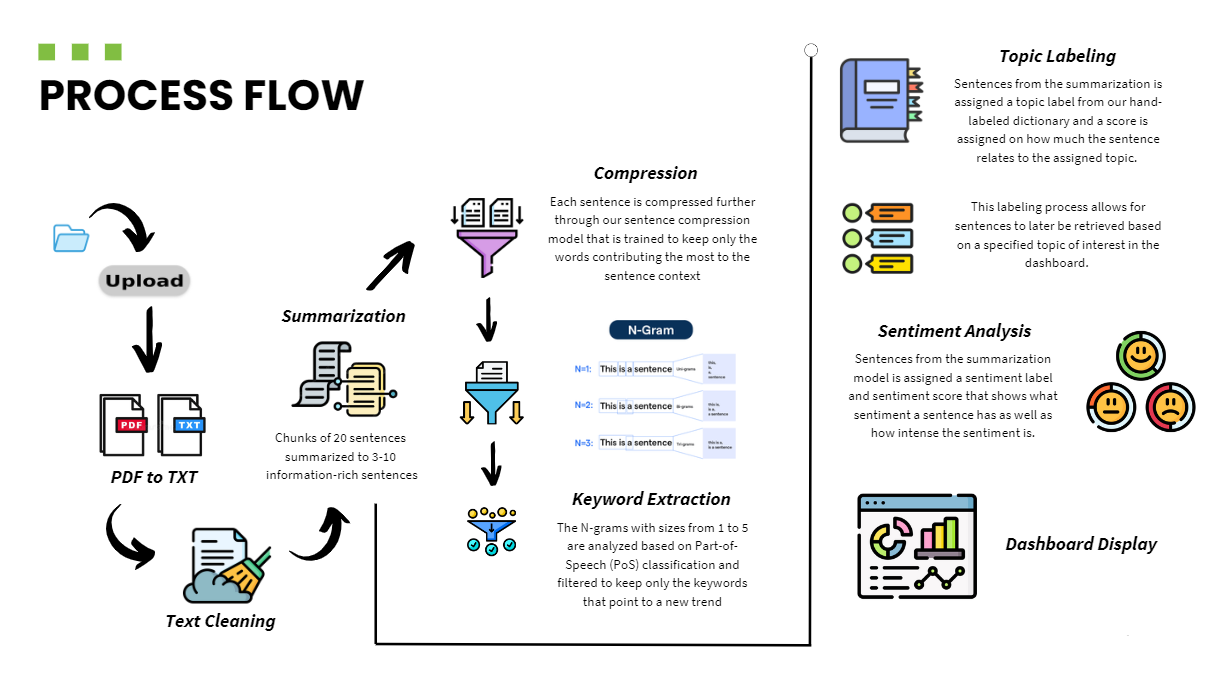 PROCESS FLOW
Upload
PDF
TXT
PDF to TXT
Text Cleaning
Summarization
Chunks of 20 sentences
summarized to 3-10
information-rich sentences
Compression
Each sentence is compressed further
through our sentence compression
model that is trained to keep only the
words contributing the most to the
sentence context
N-Gram
N=1: This is a sentence Uni-grams this, is, a, sentence
N=2: This is a sentence Bi-grams this is, is a, a sentence
N=3: This is a sentence Tri-grams this is a, is a sentence
Keyword Extraction
The N-grams with sizes from 1 to 5
are analyzed based on Part-of-
Speech (PoS) classification and
filtered to keep only the keywords
that point to a new trend
Topic Labeling
Sentences from the summarization is
assigned a topic label from our hand-
labeled dictionary and a score is
assigned on how much the sentence
relates to the assigned topic.
This labeling process allows for
sentences to later be retrieved based
on a specified topic of interest in the
dashboard.
Sentiment Analysis
Sentences from the summarization
model is assigned a sentiment label
and sentiment score that shows what
sentiment a sentence has as well as
how intense the sentiment is.
Dashboard Display